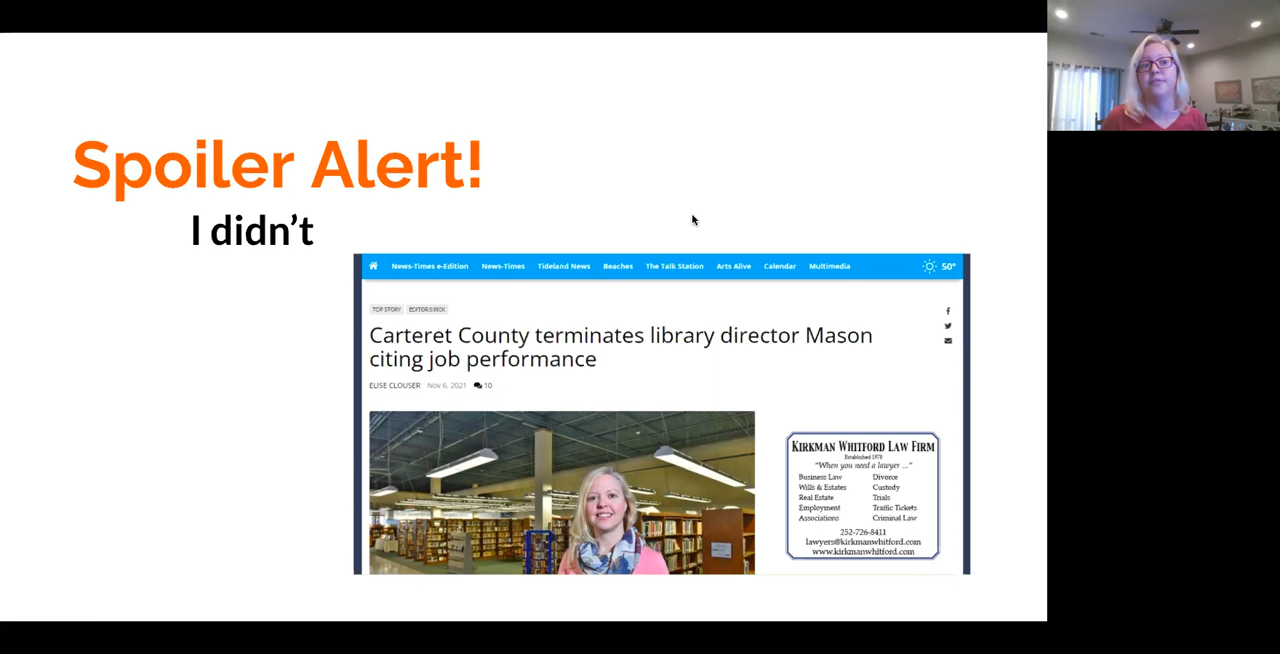 Spoiler Alert!
I didn't
News-Times e-Edition News-Times Tideland News Beaches The Talk Station Arts Alive Calendar Multimedia 50°
TOP STORY EDITOR'S PICK
Carteret County terminates library director Mason
citing job performance
ELISE CLOUSER Nov 6, 2021 10
KIRKMAN WHITFORD LAW FIRM
Established 1978
"When you need a lawyer ..."
Business Law Divorce
Wills & Estates Custody
Real Estate Trials
Employment Traffic Tickets
Associations Criminal Law
252-726-8411
lawyers@kirkmanwhitford.com
www.kirkmanwhitford.com